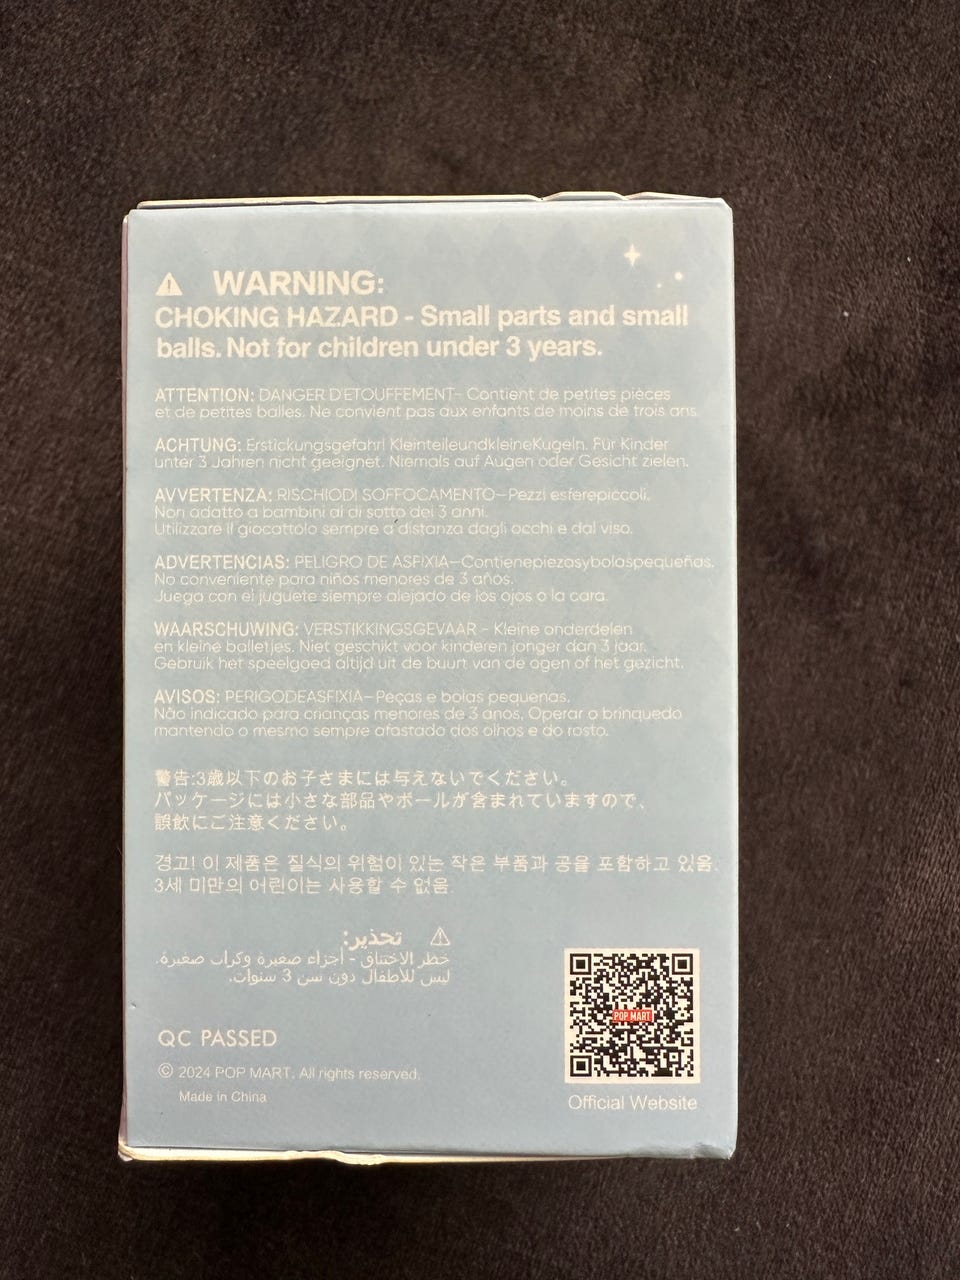 ⚠ WARNING:
CHOKING HAZARD - Small parts and small
balls. Not for children under 3 years.
ATTENTION: DANGER D'ETOUFFEMENT- Contient de petites pièces
et de petites balles. Ne convient pas aux enfants de moins de trois ans.
ACHTUNG: Erstickungsgefahr! KleinteileundkleineKugeln. Für Kinder
unter 3 Jahren nicht geeignet. Niemals auf Augen oder Gesicht zielen.
AVVERTENZA: RISCHIODI SOFFOCAMENTO—Pezzi esferepiccoli.
Non adatto a bambini al di sotto dei 3 anni.
Utilizzare il giocattolo sempre a distanza dagli occhi e dal viso.
ADVERTENCIAS: PELIGRO DE ASFIXIA—Contienepiezasybolaspequeñas.
No conveniente para niños menores de 3 años.
Juega con el juguete siempre alejado de los ojos o la cara.
WAARSCHUWING: VERSTIKKINGSGEVAAR - Kleine onderdelen
en kleine balletjes. Niet geschikt voor kinderen jonger dan 3 jaar.
Gebruik het speelgoed altijd uit de buurt van de ogen of het gezicht.
AVISOS: PERIGODEASFIXIA—Peças e bolas pequenas.
Não indicado para crianças menores de 3 anos. Operar o brinquedo
mantendo o mesmo sempre afastado dos olhos e do rosto.
警告:3歳以下のお子さまには与えないでください。
パッケージには小さな部品やボールが含まれていますので、
誤飲にご注意ください。
경고! 이 제품은 질식의 위험이 있는 작은 부품과 공을 포함하고 있음.
3세 미만의 어린이는 사용할 수 없음
⚠ تحذير:
خطر الاختناق - أجزاء صغيرة وكرات صغيرة.
ليس للأطفال دون سن 3 سنوات.
QC PASSED
© 2024 POP MART. All rights reserved.
Made in China
POP MART
Official Website